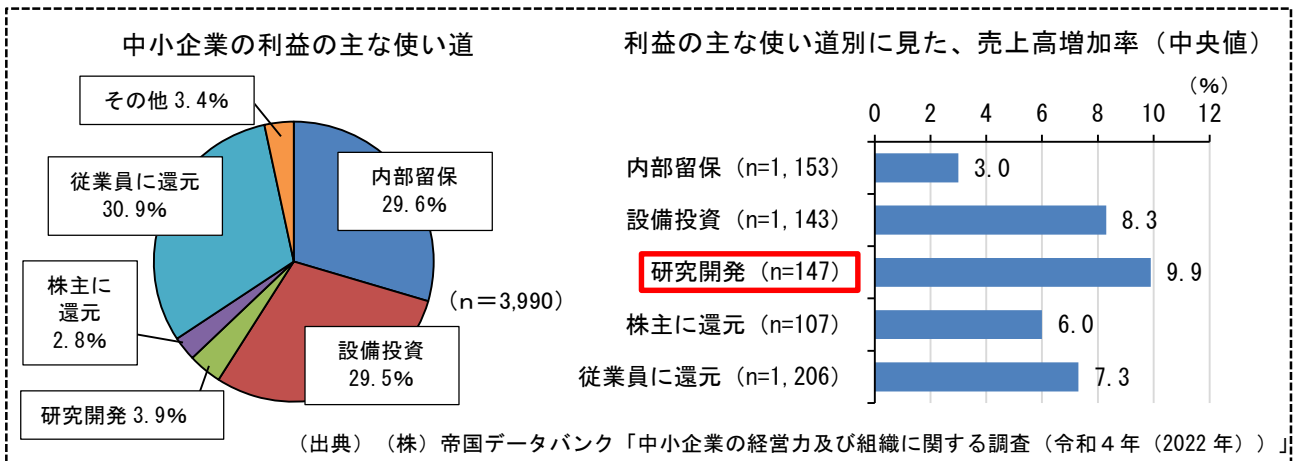 中小企業の利益の主な使い道
その他 3.4%
従業員に還元
30.9%
内部留保
29.6%
株主に
還元
2.8%
(n＝3,990)
設備投資
29.5%
研究開発 3.9%
利益の主な使い道別に見た、売上高増加率（中央値）
（%）
0 2 4 6 8 10 12
内部留保（n=1,153） 3.0
設備投資（n=1,143） 8.3
研究開発（n=147） 9.9
株主に還元（n=107） 6.0
従業員に還元（n=1,206） 7.3
（出典）（株）帝国データバンク「中小企業の経営力及び組織に関する調査（令和４年（2022 年））」